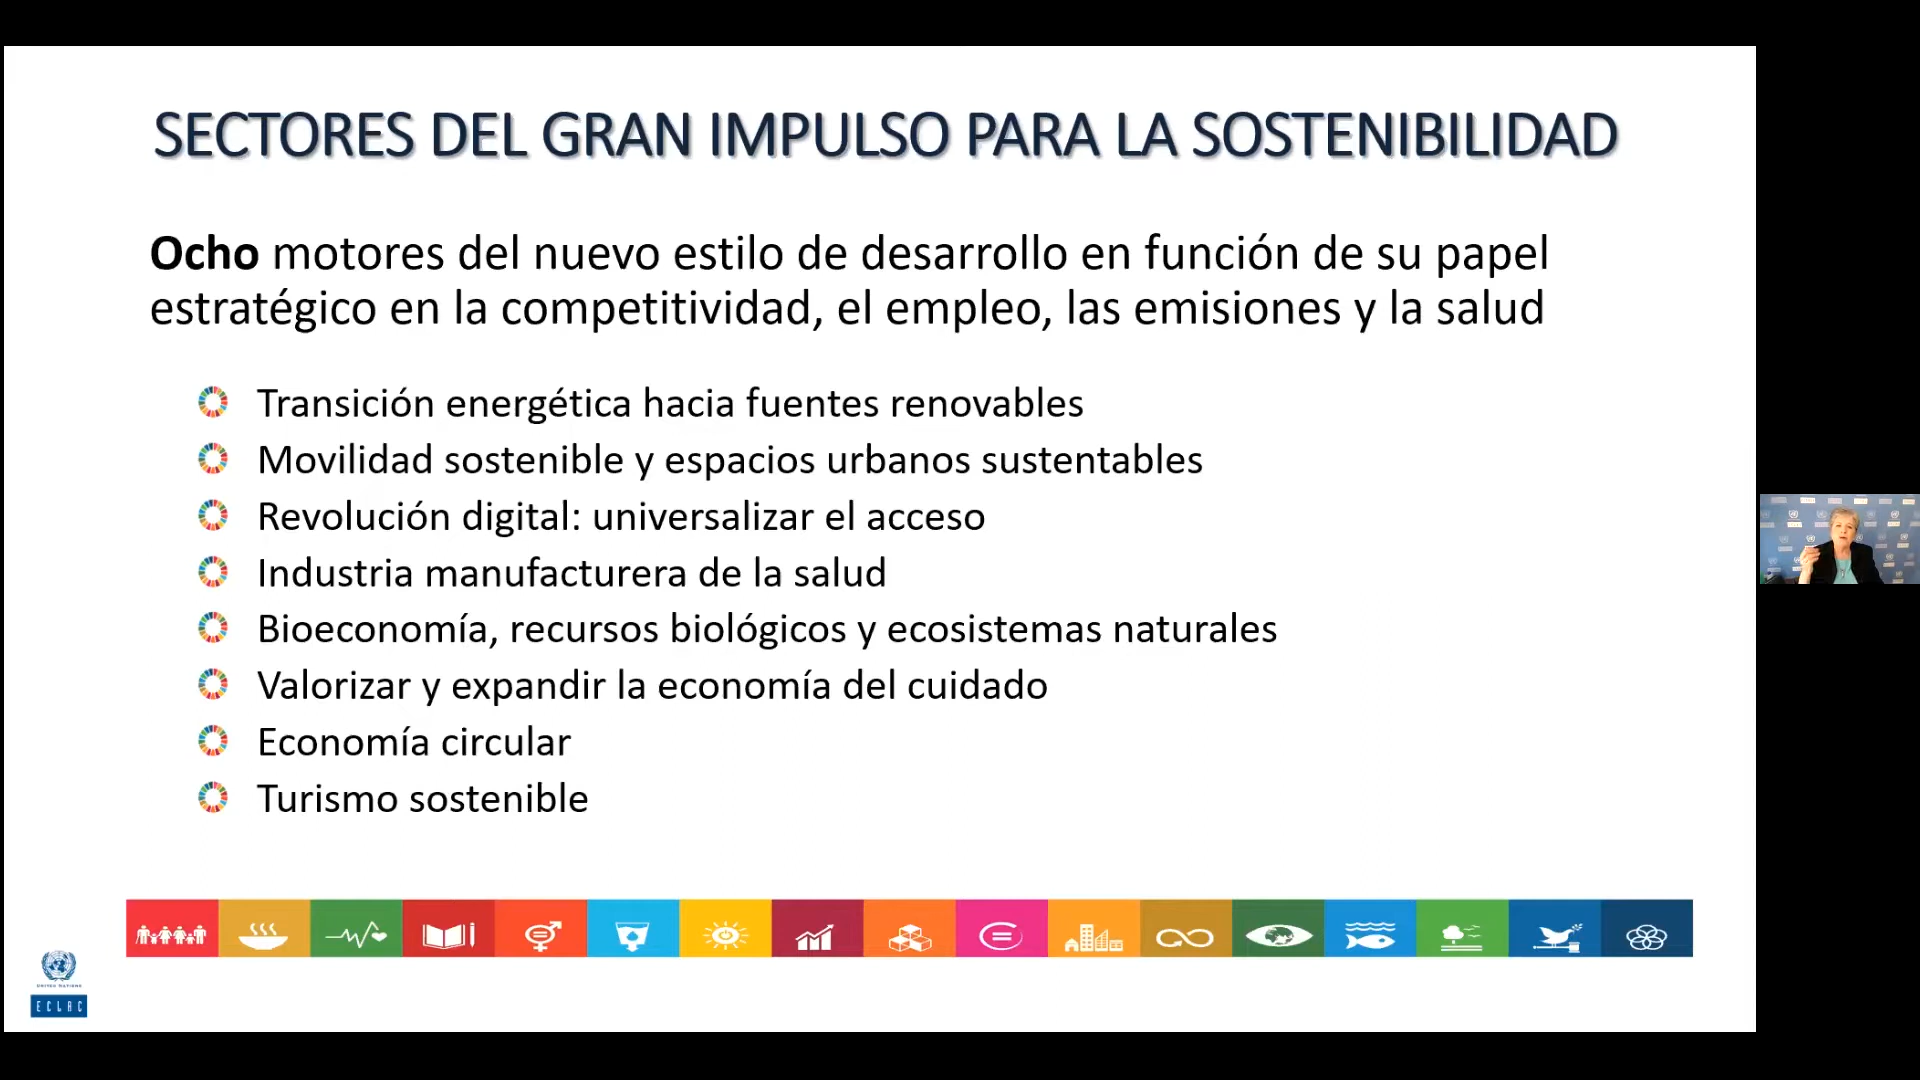 SECTORES DEL GRAN IMPULSO PARA LA SOSTENIBILIDAD
Ocho motores del nuevo estilo de desarrollo en función de su papel
estratégico en la competitividad, el empleo, las emisiones y la salud
Transición energética hacia fuentes renovables
Movilidad sostenible y espacios urbanos sustentables
Revolución digital: universalizar el acceso
Industria manufacturera de la salud
Bioeconomía, recursos biológicos y ecosistemas naturales
Valorizar y expandir la economía del cuidado
Economía circular
Turismo sostenible
UNITED NATIONS
ECLAC